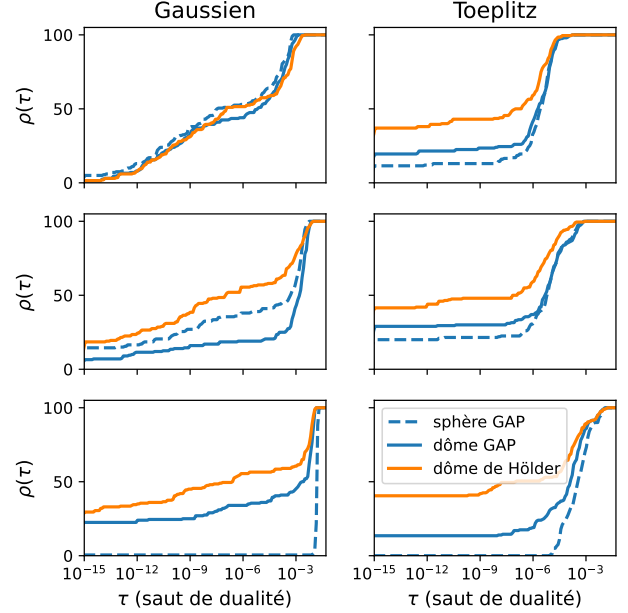 Gaussien Toeplitz
100
50
0
ρ(τ)
100
50
0
ρ(τ)
100
50
0
ρ(τ)
sphère GAP
dôme GAP
dôme de Hölder
10⁻¹⁵ 10⁻¹² 10⁻⁹ 10⁻⁶ 10⁻³ 10⁻¹⁵ 10⁻¹² 10⁻⁹ 10⁻⁶ 10⁻³
τ (saut de dualité) τ (saut de dualité)